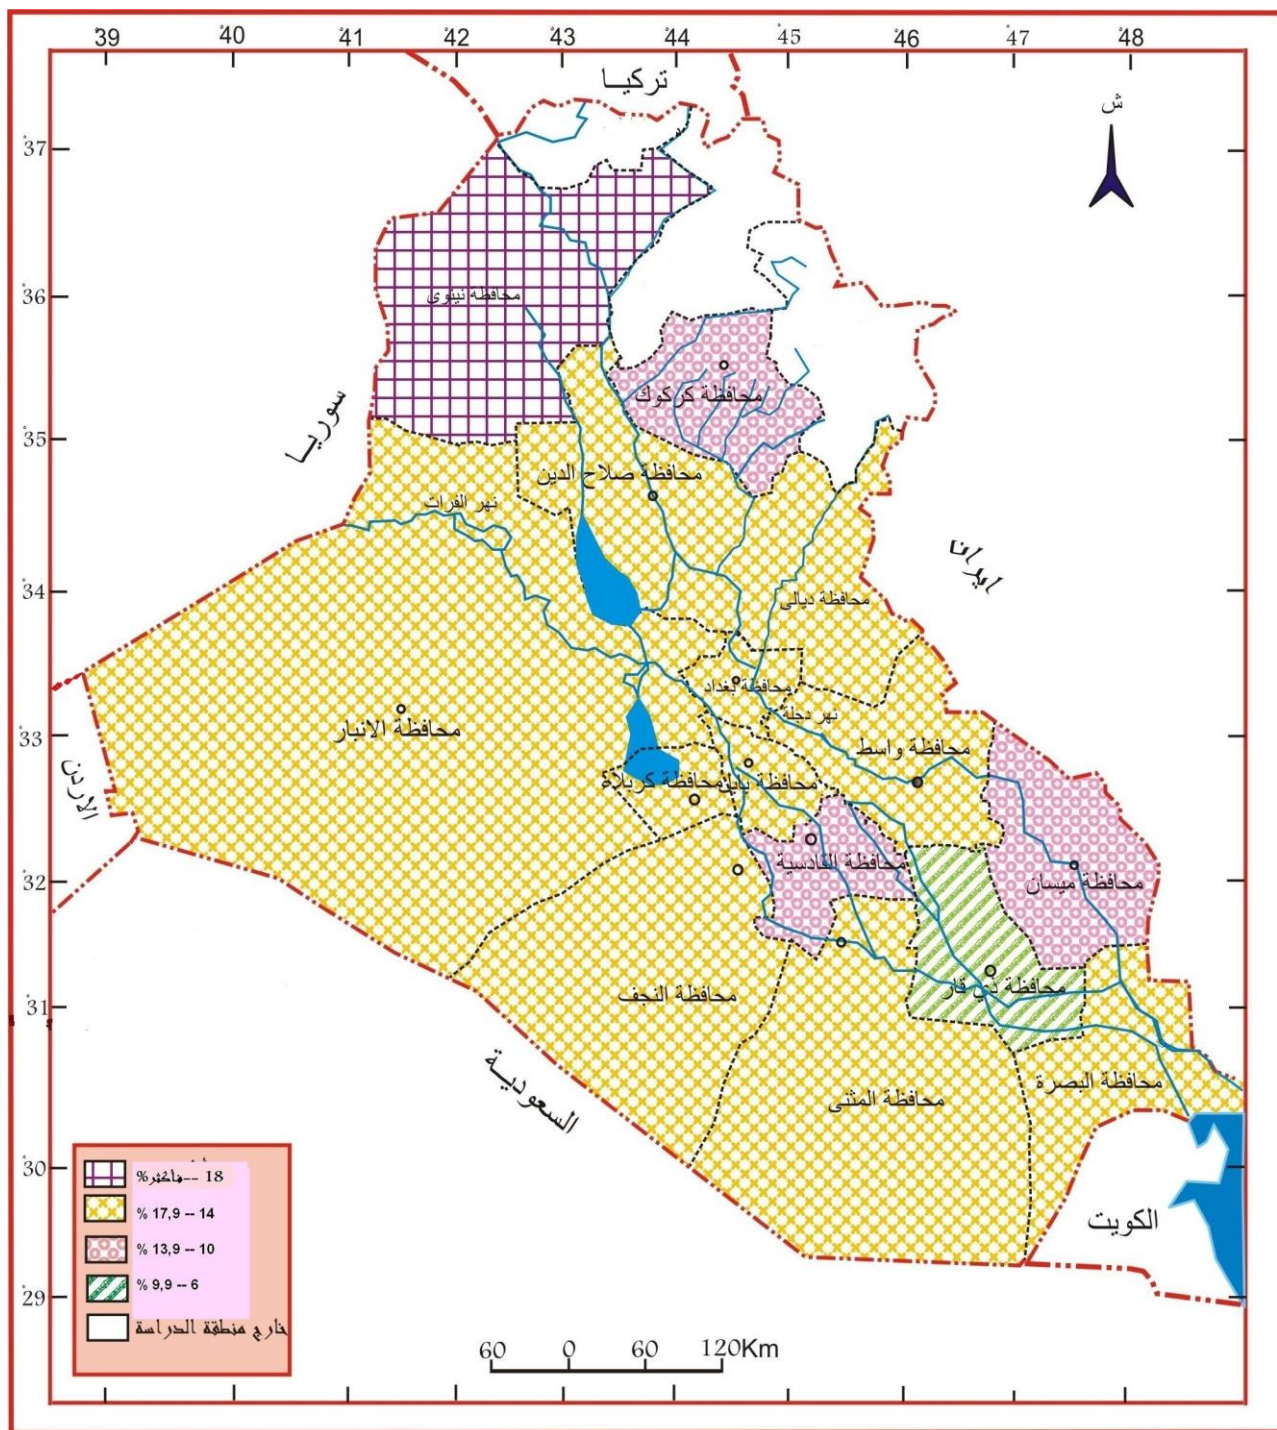 39 40 41 42 43 44 45 46 47 48
تركيا
ش
37
36
محافظة نينوى
محافظة كركوك
سوريا
35
محافظة صلاح الدين
نهر الفرات
ايران
34
محافظة ديالى
محافظة بغداد
نهر دجلة
33
محافظة الانبار
محافظة واسط
الاردن
محافظة كربلاء
محافظة بابل
32
محافظة القادسية
محافظة ميسان
31
محافظة النجف
محافظة ذي قار
السعودية
محافظة المثنى
محافظة البصرة
30
الكويت
29
18 -- فأكثر%
14 -- 17,9 %
10 -- 13,9 %
6 -- 9,9 %
خارج منطقة الدراسة
60 0 60 120Km